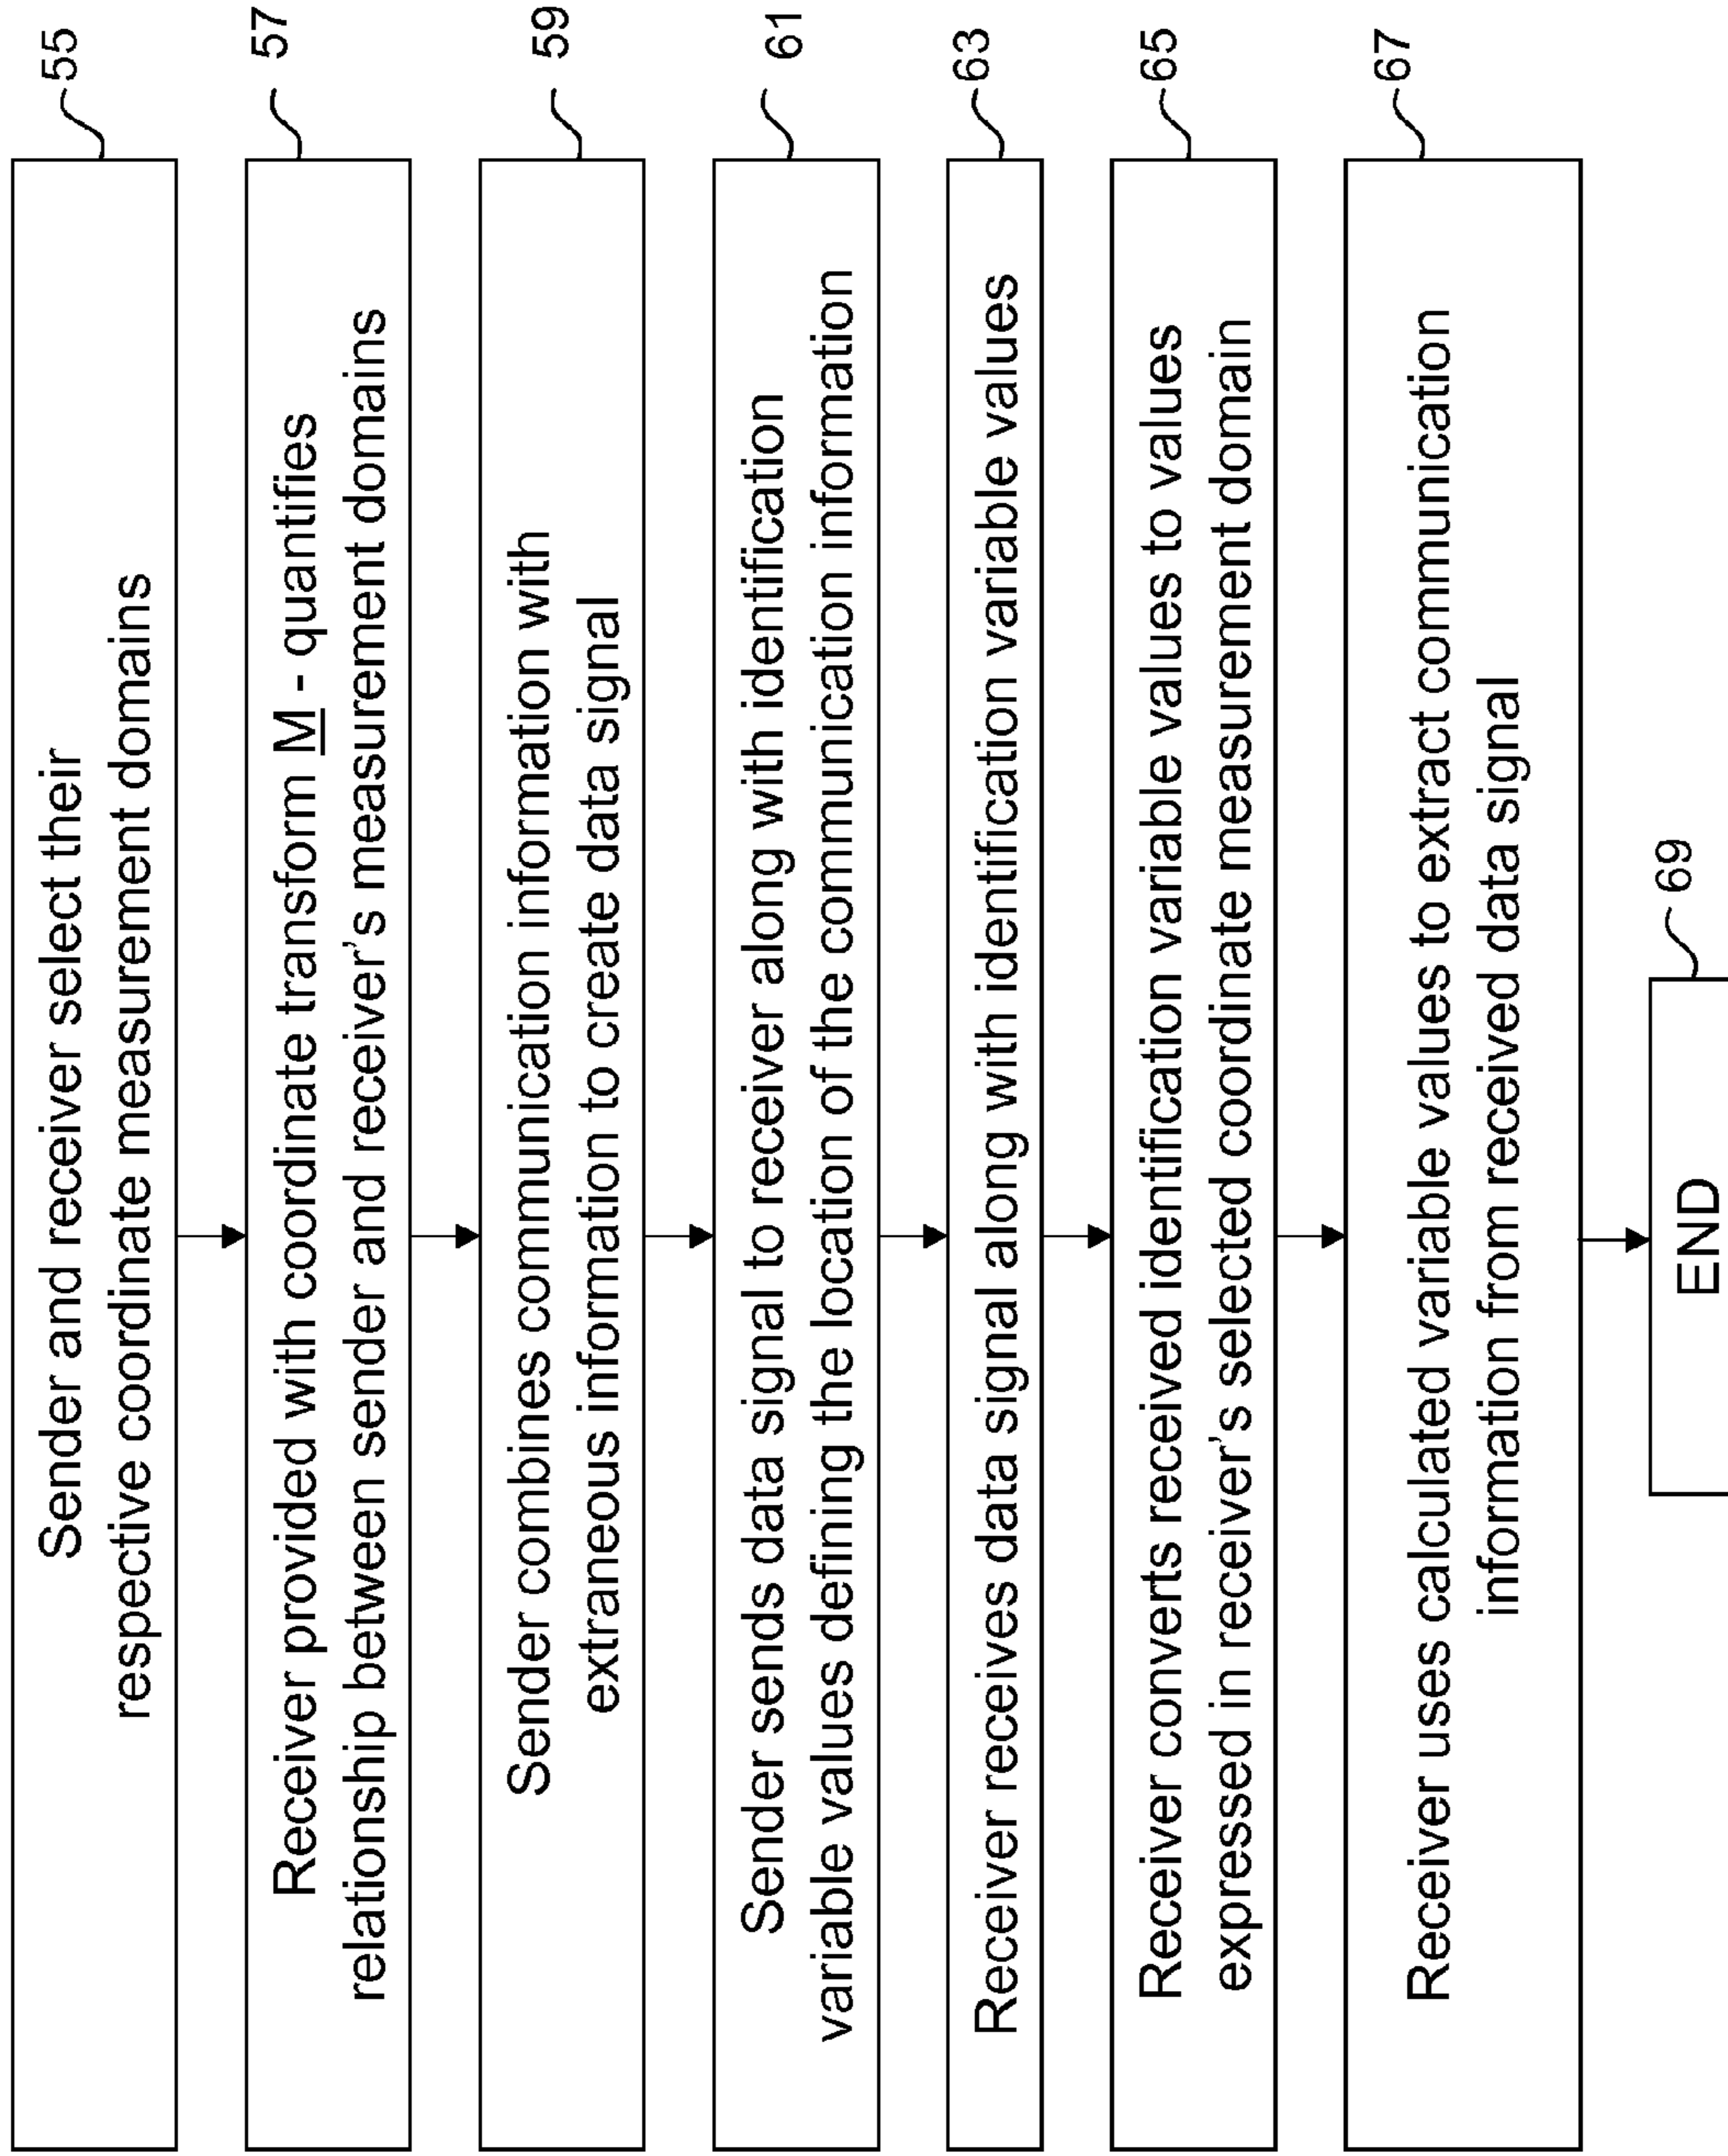 Sender and receiver select their
respective coordinate measurement domains
55
Receiver provided with coordinate transform M - quantifies
relationship between sender and receiver's measurement domains
57
Sender combines communication information with
extraneous information to create data signal
59
Sender sends data signal to receiver along with identification
variable values defining the location of the communication information
61
Receiver receives data signal along with identification variable values
63
Receiver converts received identification variable values to values
expressed in receiver's selected coordinate measurement domain
65
Receiver uses calculated variable values to extract communication
information from received data signal
67
END
69